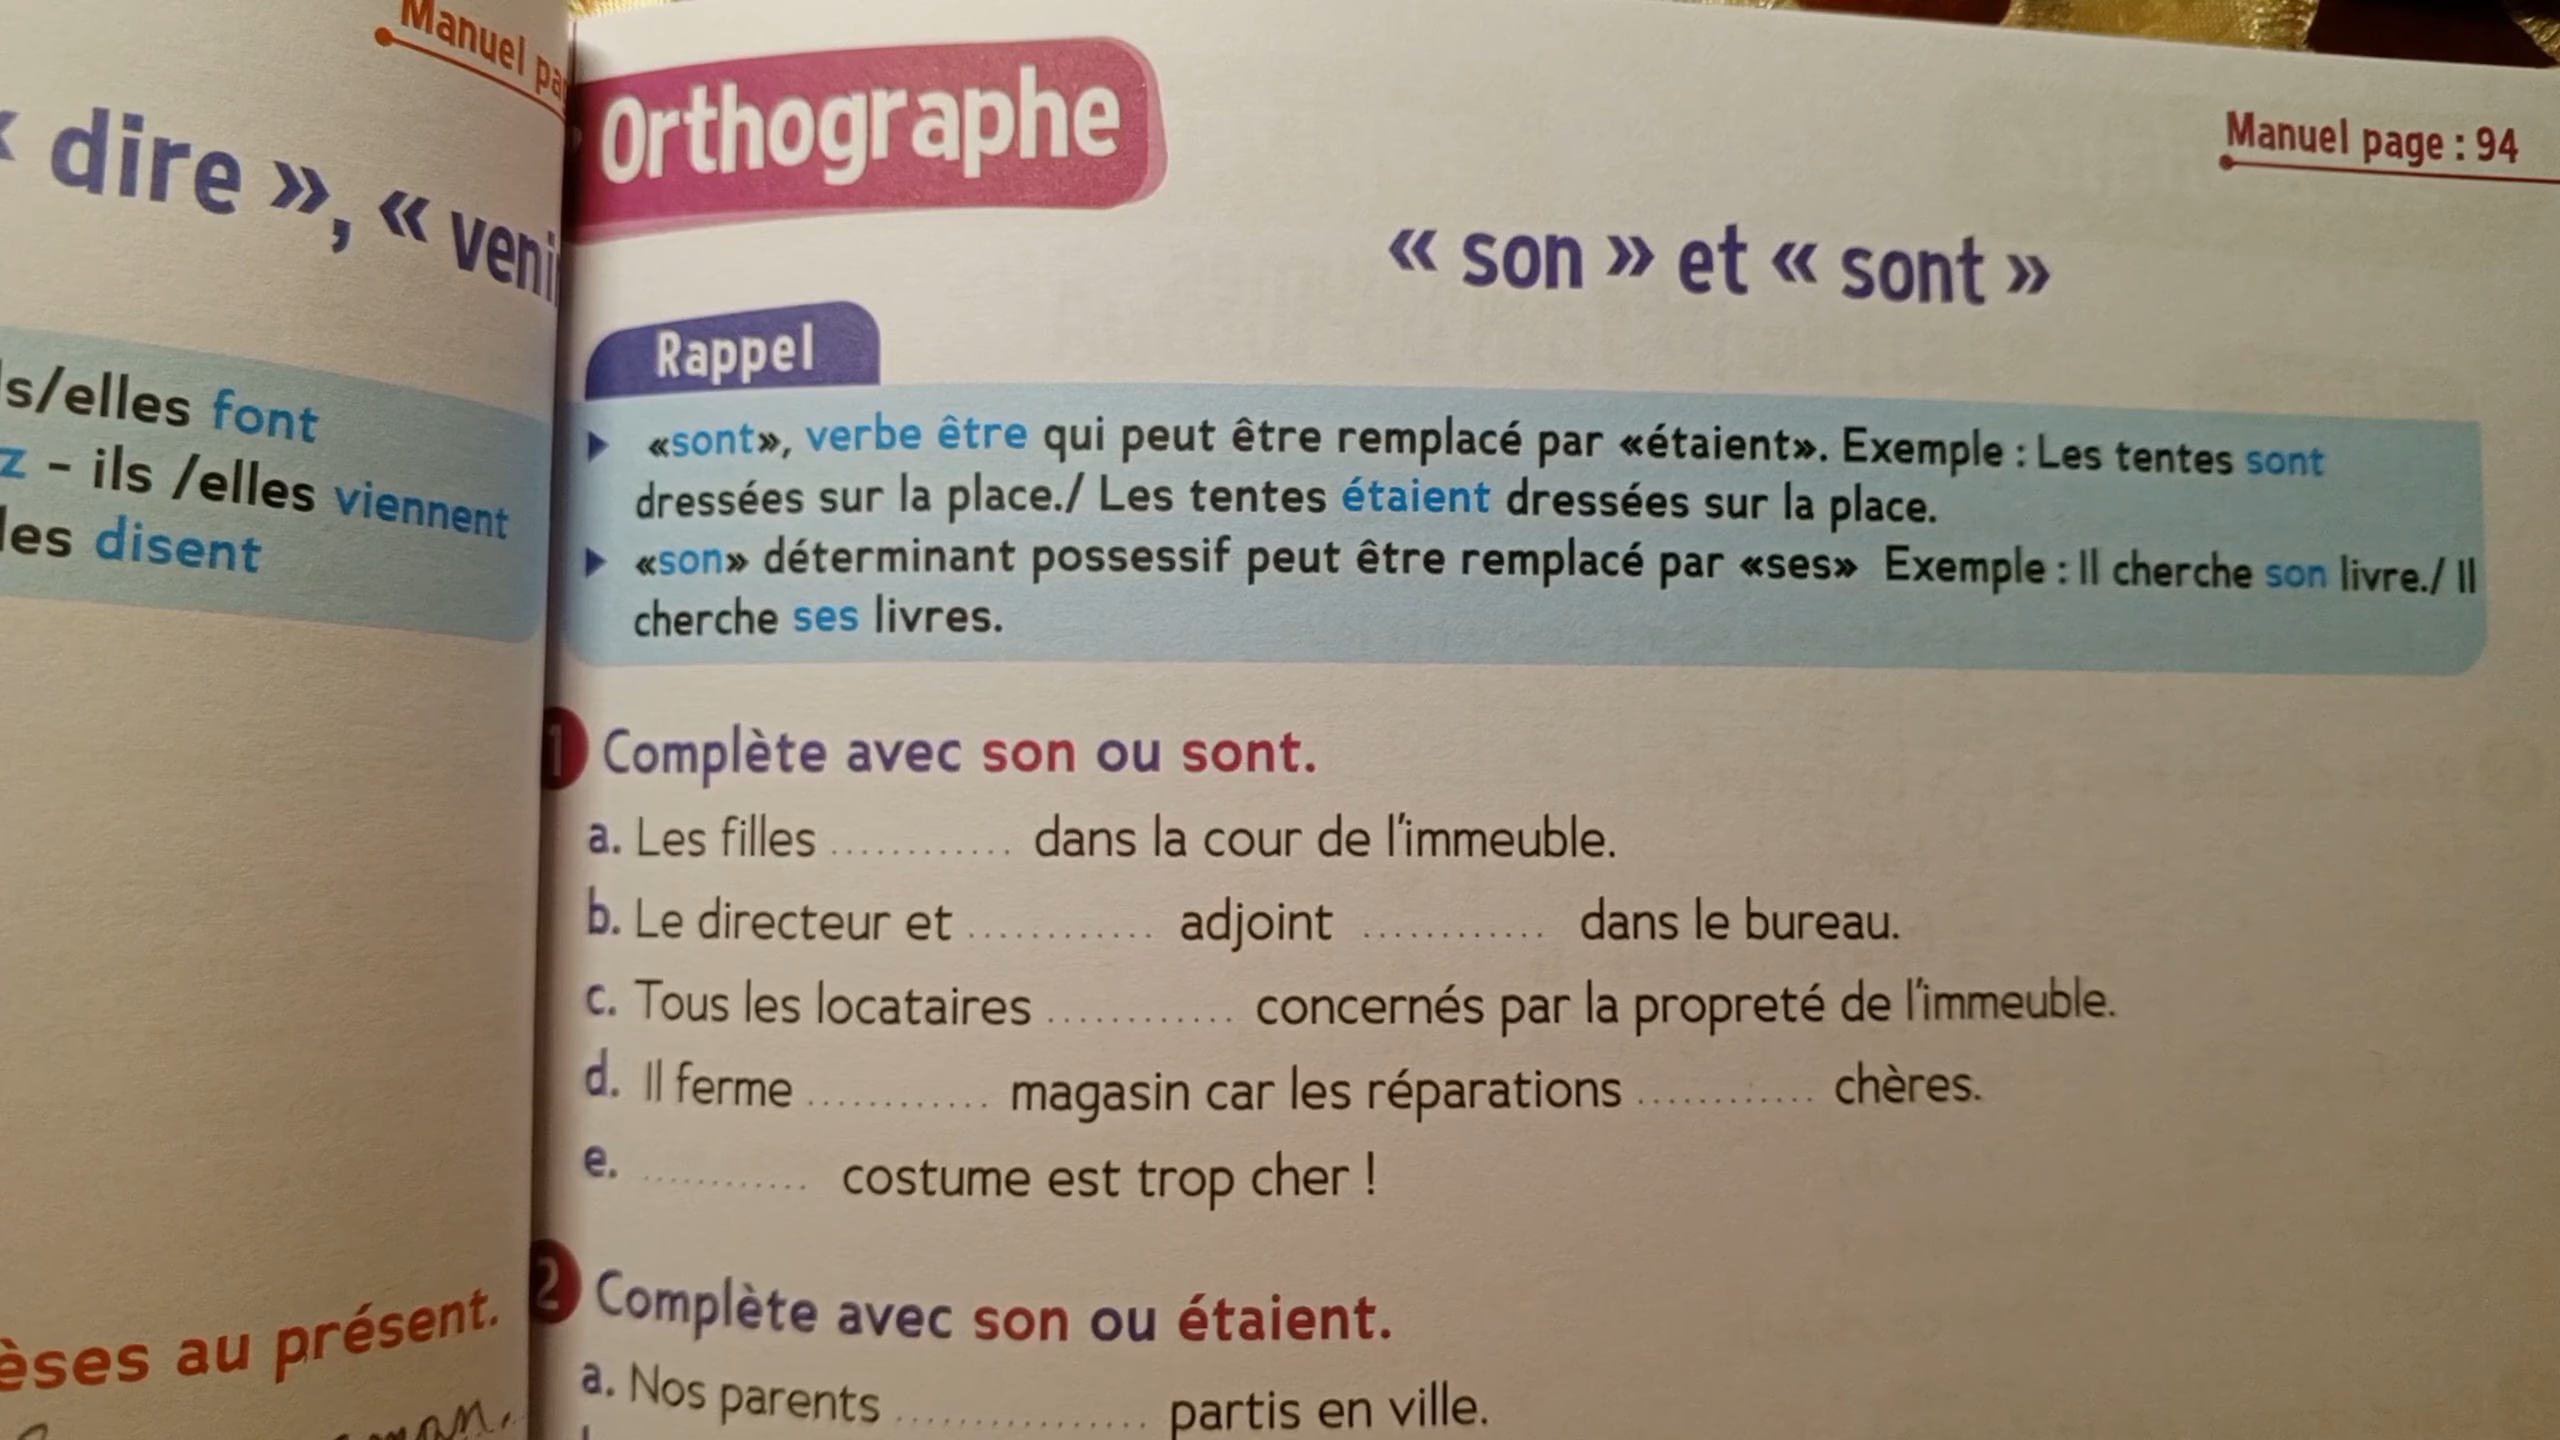 Manuel
« dire », « veni
s/elles font
z - ils /elles viennent
les disent
èses au présent.
Orthographe
Manuel page : 94
« son » et « sont »
Rappel
«sont», verbe être qui peut être remplacé par «étaient». Exemple : Les tentes sont
dressées sur la place./ Les tentes étaient dressées sur la place.
«son» déterminant possessif peut être remplacé par «ses» Exemple : Il cherche son livre./ Il
cherche ses livres.
1 Complète avec son ou sont.
a. Les filles ............ dans la cour de l'immeuble.
b. Le directeur et ............ adjoint ............ dans le bureau.
c. Tous les locataires ............ concernés par la propreté de l'immeuble.
d. Il ferme ............ magasin car les réparations ............ chères.
e. ............ costume est trop cher !
2 Complète avec son ou étaient.
a. Nos parents ................ partis en ville.